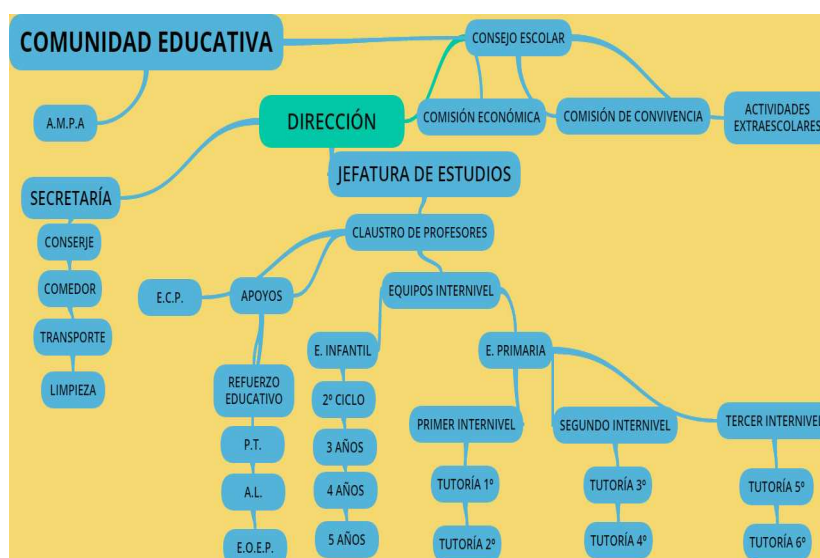 COMUNIDAD EDUCATIVA
CONSEJO ESCOLAR
A.M.P.A
DIRECCIÓN
COMISIÓN ECONÓMICA
COMISIÓN DE CONVIVENCIA
ACTIVIDADES
EXTRAESCOLARES
JEFATURA DE ESTUDIOS
SECRETARÍA
CONSERJE
COMEDOR
TRANSPORTE
LIMPIEZA
CLAUSTRO DE PROFESORES
E.C.P.
APOYOS
EQUIPOS INTERNIVEL
REFUERZO
EDUCATIVO
P.T.
A.L.
E.O.E.P.
E. INFANTIL
2º CICLO
3 AÑOS
4 AÑOS
5 AÑOS
E. PRIMARIA
PRIMER INTERNIVEL
TUTORÍA 1º
TUTORÍA 2º
SEGUNDO INTERNIVEL
TUTORÍA 3º
TUTORÍA 4º
TERCER INTERNIVEL
TUTORÍA 5º
TUTORÍA 6º